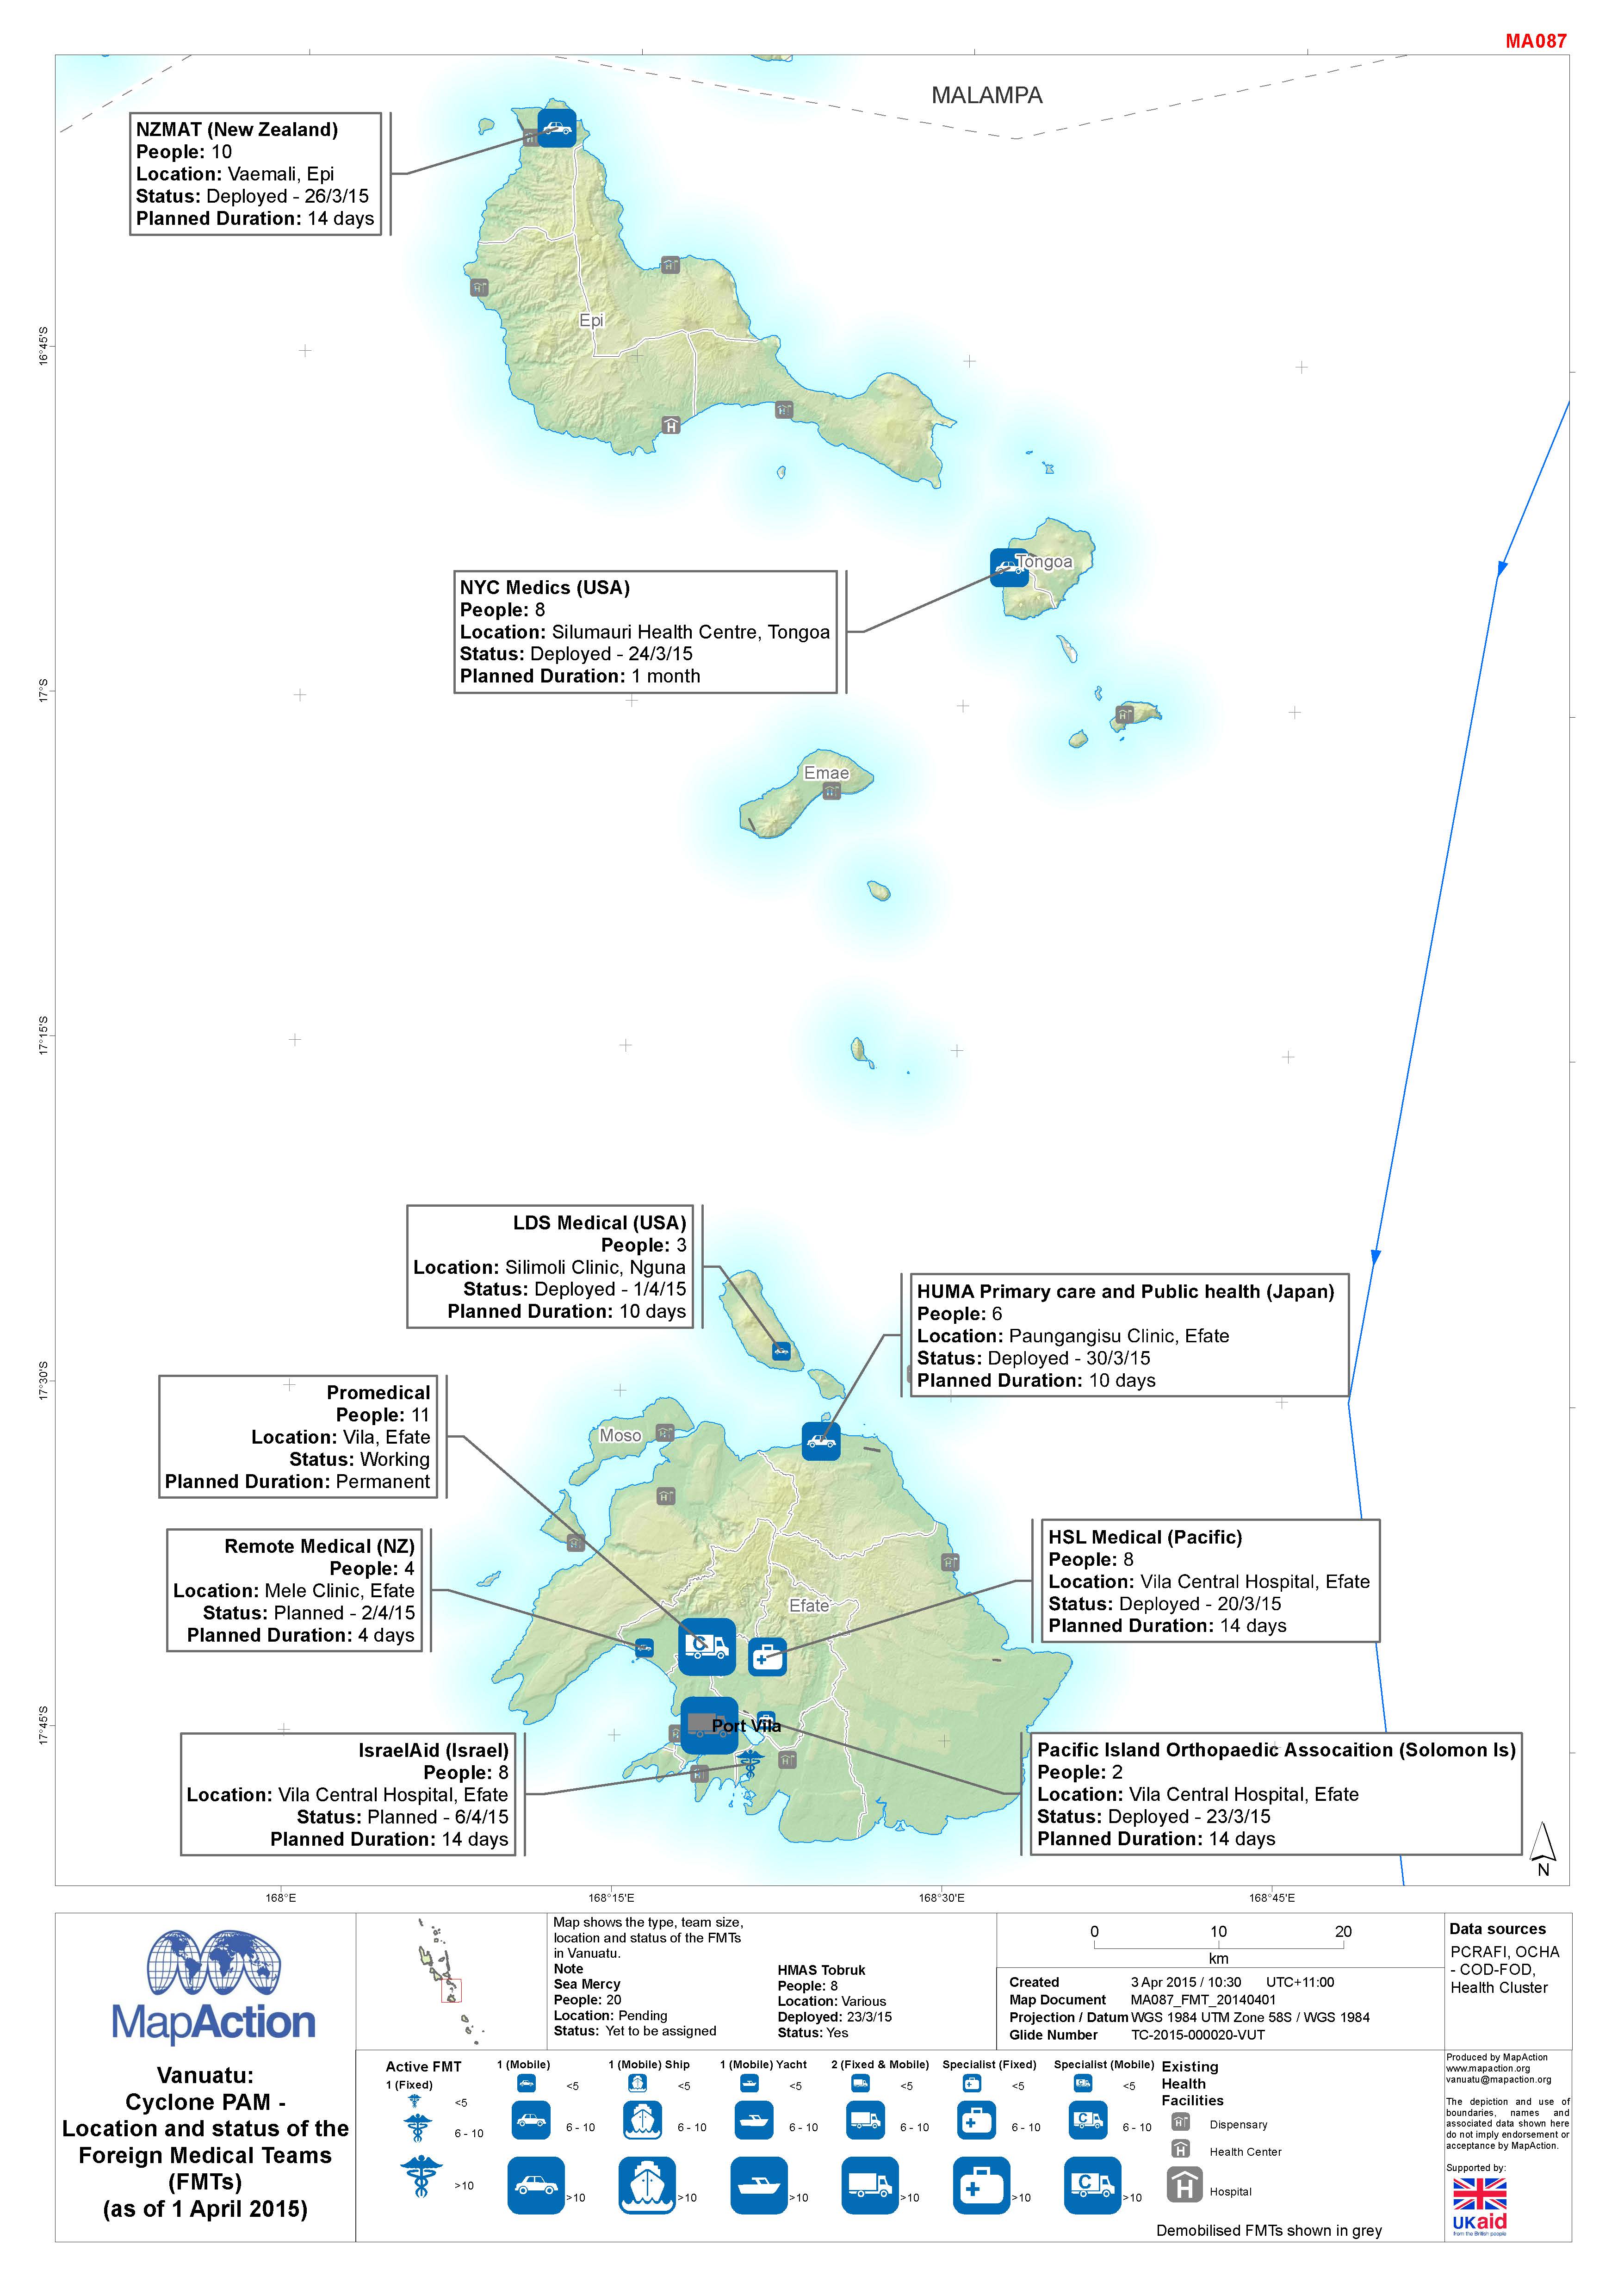 MA087
MALAMPA
NZMAT (New Zealand)
People: 10
Location: Vaemali, Epi
Status: Deployed - 26/3/15
Planned Duration: 14 days
Epi
16°45'S
Tongoa
NYC Medics (USA)
People: 8
Location: Silumauri Health Centre, Tongoa
Status: Deployed - 24/3/15
Planned Duration: 1 month
17°S
Emae
17°15'S
LDS Medical (USA)
People: 3
Location: Silimoli Clinic, Nguna
Status: Deployed - 1/4/15
Planned Duration: 10 days
HUMA Primary care and Public health (Japan)
People: 6
Location: Paungangisu Clinic, Efate
Status: Deployed - 30/3/15
Planned Duration: 10 days
17°30'S
Promedical
People: 11
Location: Vila, Efate
Status: Working
Planned Duration: Permanent
Moso
Remote Medical (NZ)
People: 4
Location: Mele Clinic, Efate
Status: Planned - 2/4/15
Planned Duration: 4 days
HSL Medical (Pacific)
People: 8
Location: Vila Central Hospital, Efate
Status: Deployed - 20/3/15
Planned Duration: 14 days
Efate
Port Vila
17°45'S
IsraelAid (Israel)
People: 8
Location: Vila Central Hospital, Efate
Status: Planned - 6/4/15
Planned Duration: 14 days
Pacific Island Orthopaedic Assocaition (Solomon Is)
People: 2
Location: Vila Central Hospital, Efate
Status: Deployed - 23/3/15
Planned Duration: 14 days
N
168°E
168°15'E
168°30'E
168°45'E
MapAction
Vanuatu:
Cyclone PAM -
Location and status of the
Foreign Medical Teams
(FMTs)
(as of 1 April 2015)
Map shows the type, team size,
location and status of the FMTs
in Vanuatu.
Note
Sea Mercy
People: 20
Location: Pending
Status: Yet to be assigned
HMAS Tobruk
People: 8
Location: Various
Deployed: 23/3/15
Status: Yes
0 10 20
km
Created 3 Apr 2015 / 10:30 UTC+11:00
Map Document MA087_FMT_20140401
Projection / Datum WGS 1984 UTM Zone 58S / WGS 1984
Glide Number TC-2015-000020-VUT
Data sources
PCRAFI, OCHA
- COD-FOD,
Health Cluster
Active FMT
1 (Fixed)
<5
6 - 10
>10
1 (Mobile)
<5
6 - 10
>10
1 (Mobile) Ship
<5
6 - 10
>10
1 (Mobile) Yacht
<5
6 - 10
>10
2 (Fixed & Mobile)
<5
6 - 10
>10
Specialist (Fixed)
<5
6 - 10
>10
Specialist (Mobile)
<5
6 - 10
>10
Existing
Health
Facilities
Dispensary
Health Center
Hospital
Demobilised FMTs shown in grey
Produced by MapAction
www.mapaction.org
vanuatu@mapaction.org
The depiction and use of
boundaries, names and
associated data shown here
do not imply endorsement or
acceptance by MapAction.
Supported by:
UKaid
from the British people